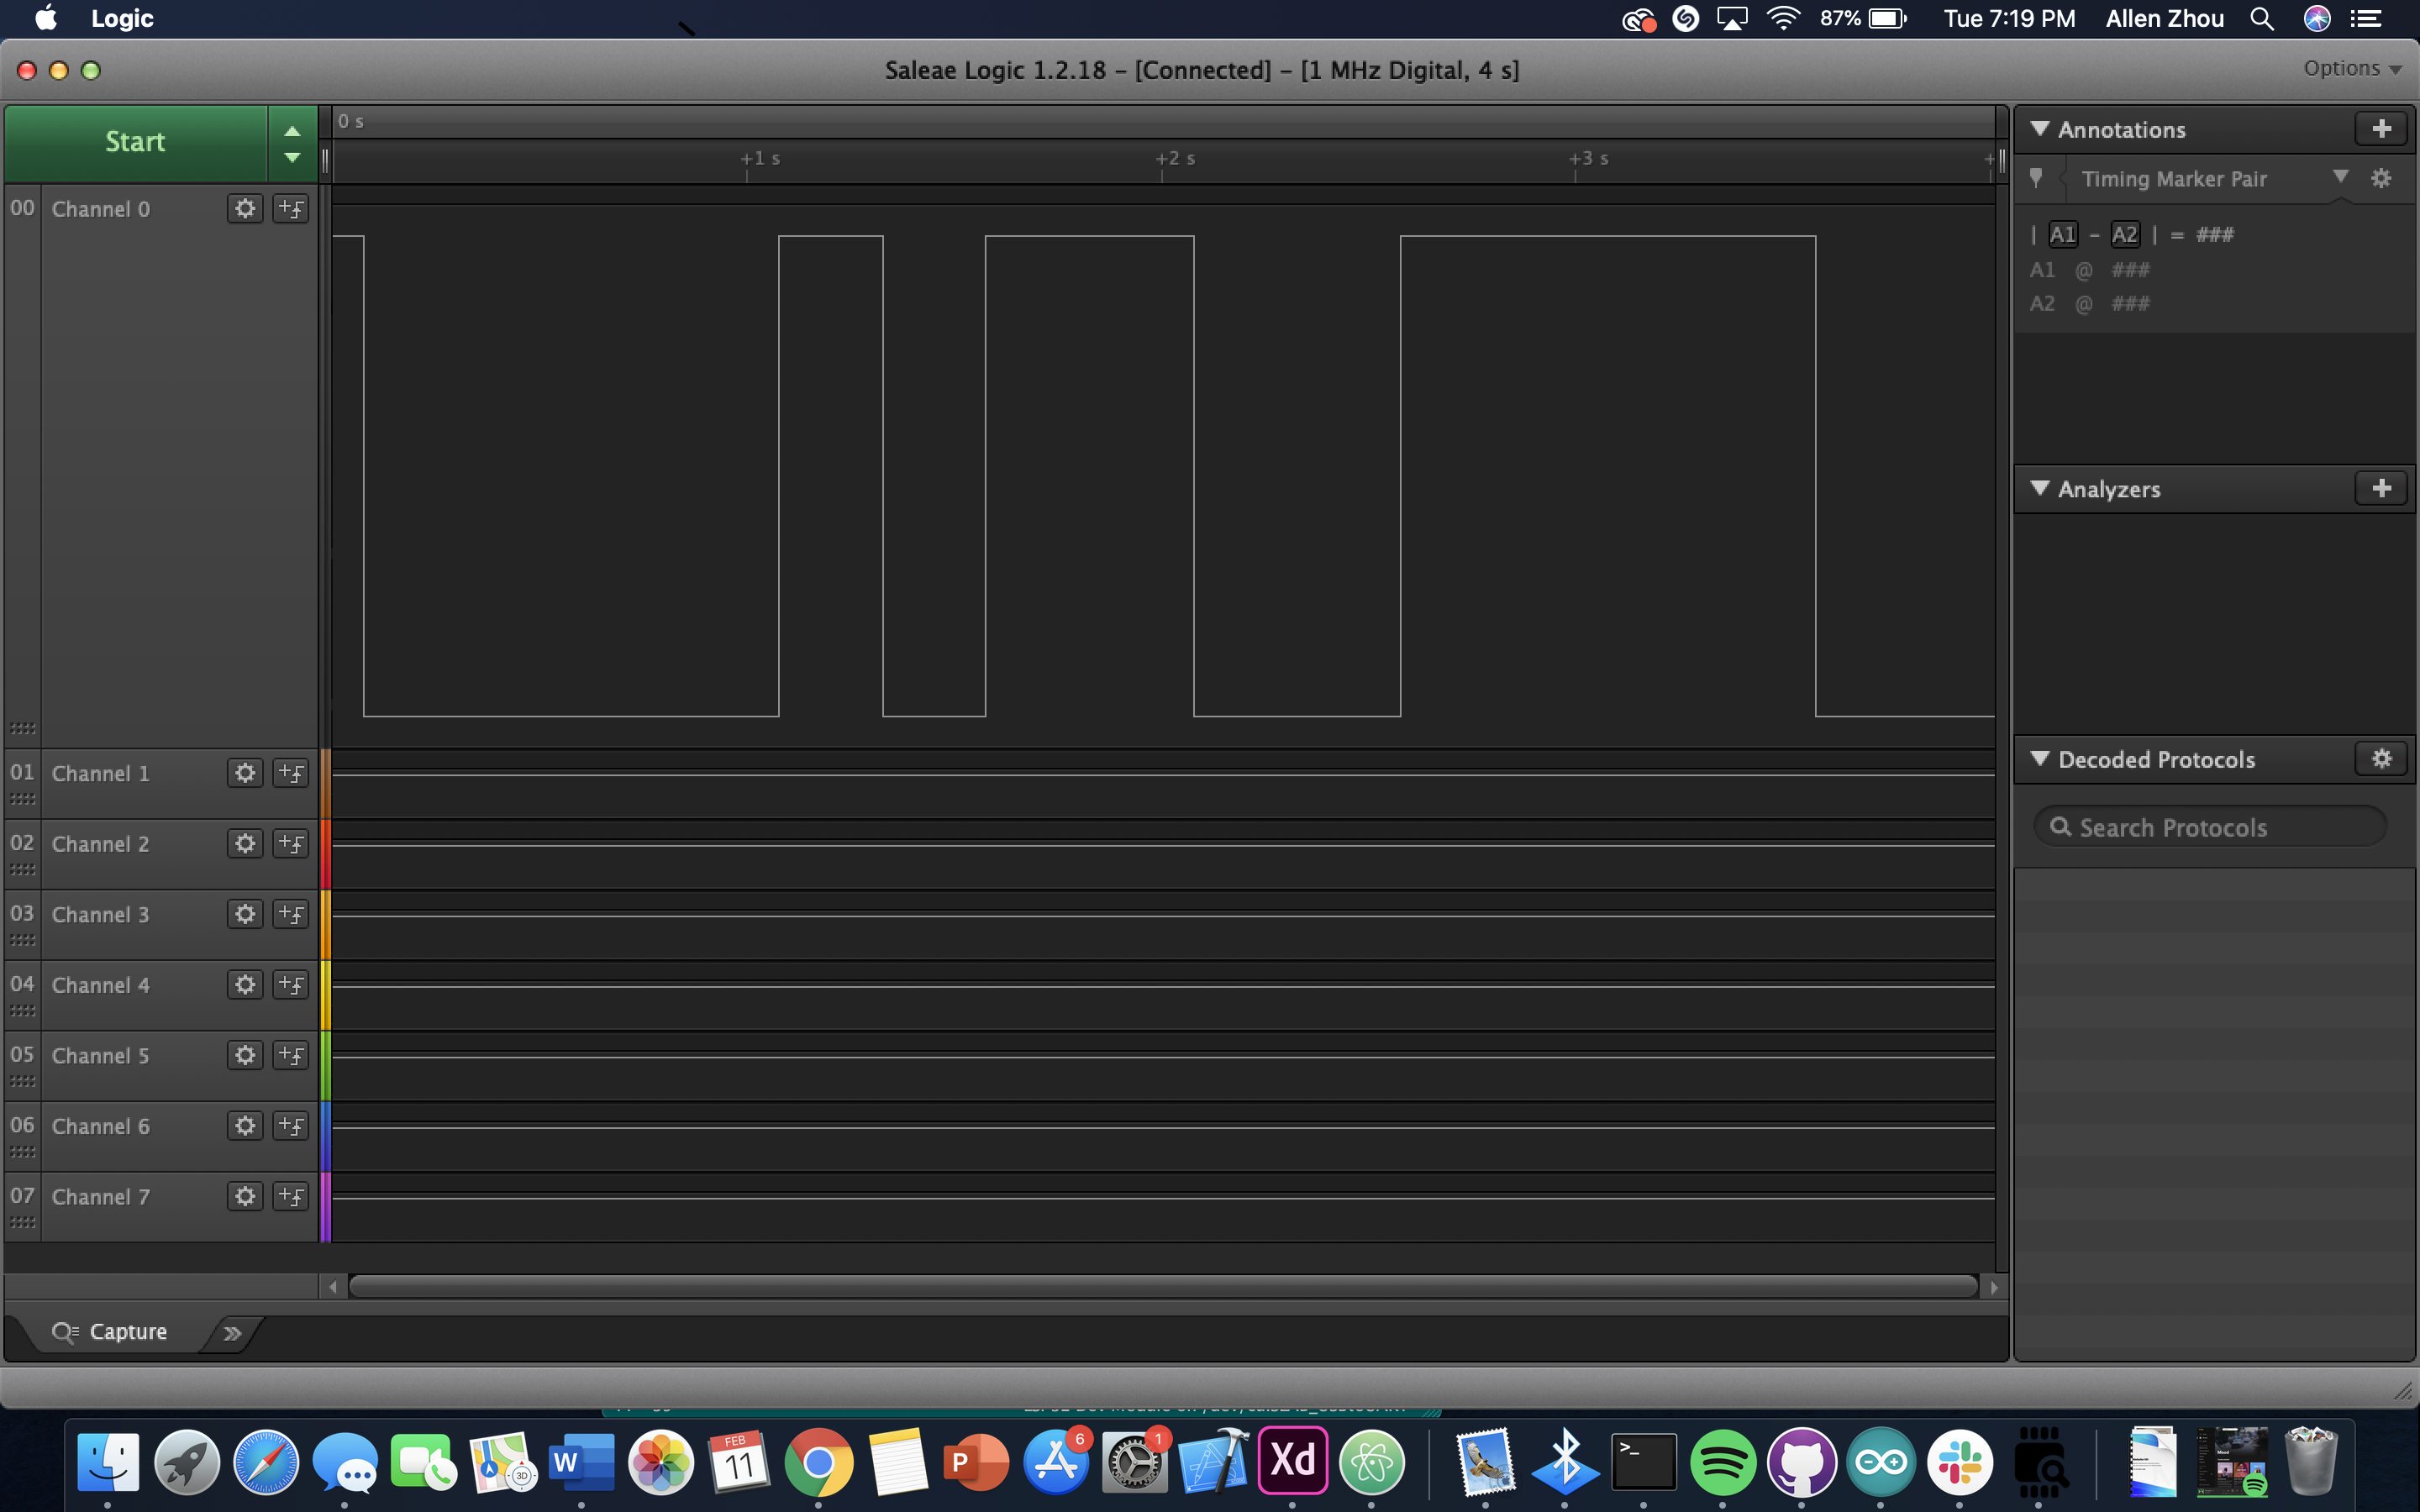 Logic
87%
Tue 7:19 PM
Allen Zhou
Saleae Logic 1.2.18 – [Connected] – [1 MHz Digital, 4 s]
Options
Start
0 s
+1 s
+2 s
+3 s
+
00
Channel 0
01
Channel 1
02
Channel 2
03
Channel 3
04
Channel 4
05
Channel 5
06
Channel 6
07
Channel 7
Capture
Annotations
Timing Marker Pair
| A1 - A2 | = ###
A1 @ ###
A2 @ ###
Analyzers
Decoded Protocols
Search Protocols
3D
W
FEB
11
P
6
1
Xd
>_